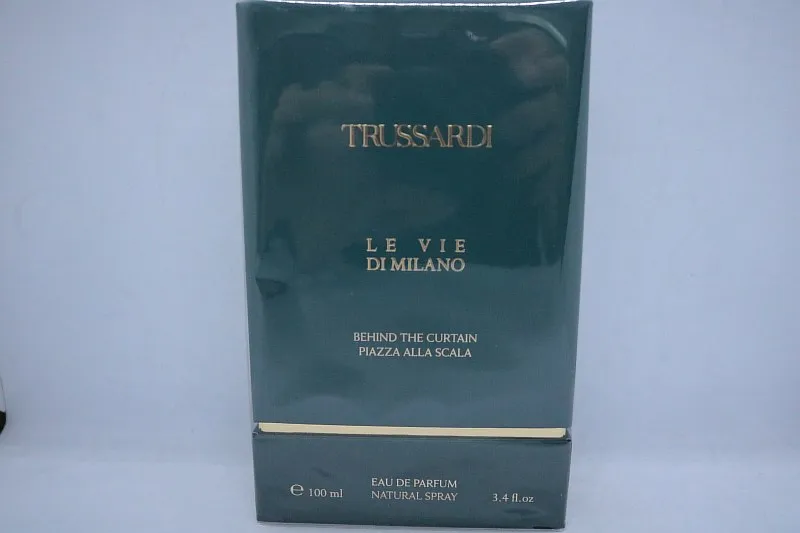 TRUSSARDI
LE VIE
DI MILANO
BEHIND THE CURTAIN
PIAZZA ALLA SCALA
EAU DE PARFUM
℮ 100 ml NATURAL SPRAY 3.4 fl.oz